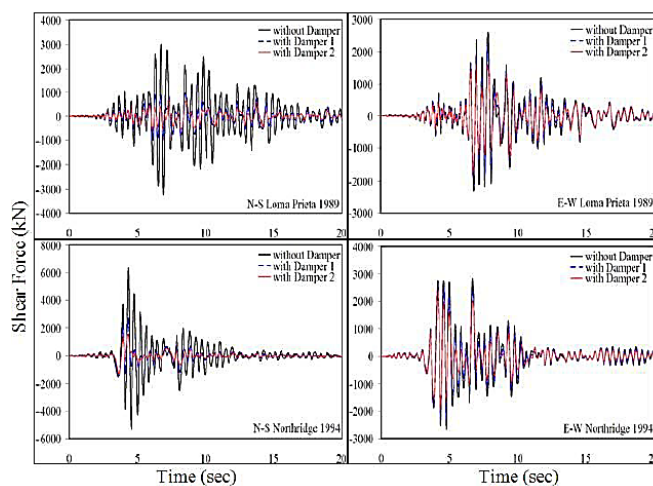 4000
3000
2000
1000
0
-1000
-2000
-3000
-4000
without Damper
with Damper 1
with Damper 2
N-S Loma Prieta 1989
0 5 10 15 20
3000
2000
1000
0
-1000
-2000
-3000
without Damper
with Damper 1
with Damper 2
E-W Loma Prieta 1989
0 5 10 15 20
Shear Force (kN)
8000
6000
4000
2000
0
-2000
-4000
-6000
without Damper
with Damper 1
with Damper 2
N-S Northridge 1994
0 5 10 15 20
4000
3000
2000
1000
0
-1000
-2000
-3000
without Damper
with Damper 1
with Damper 2
E-W Northridge 1994
0 5 10 15 20
Time (sec)
Time (sec)